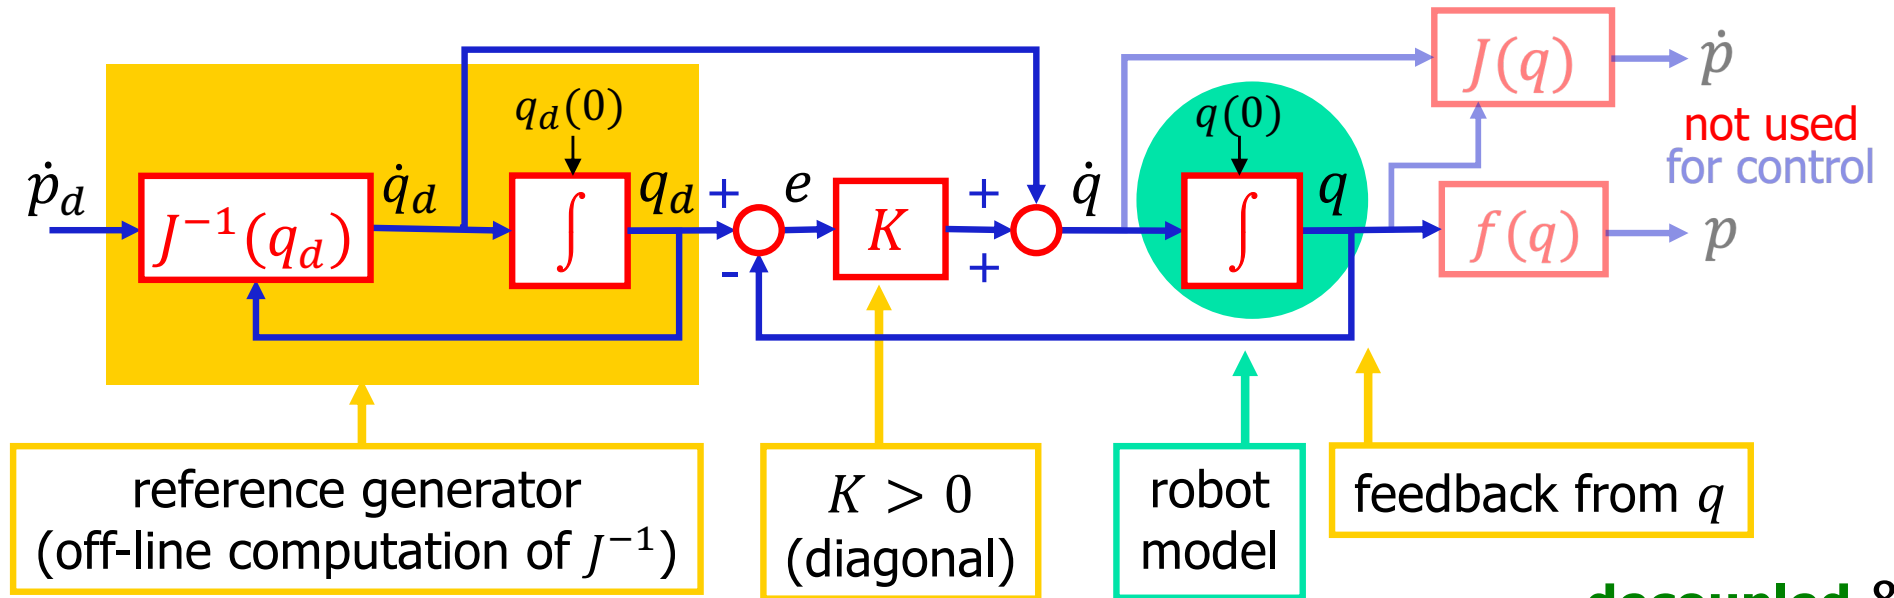 ṗ_d
J⁻¹(q_d)
q̇_d
q_d(0)
∫
q_d
+
-
e
K
+
+
q̇
q(0)
∫
q
J(q)
ṗ
not used
for control
f(q)
p
reference generator
(off-line computation of J⁻¹)
K > 0
(diagonal)
robot
model
feedback from q
decoupled &